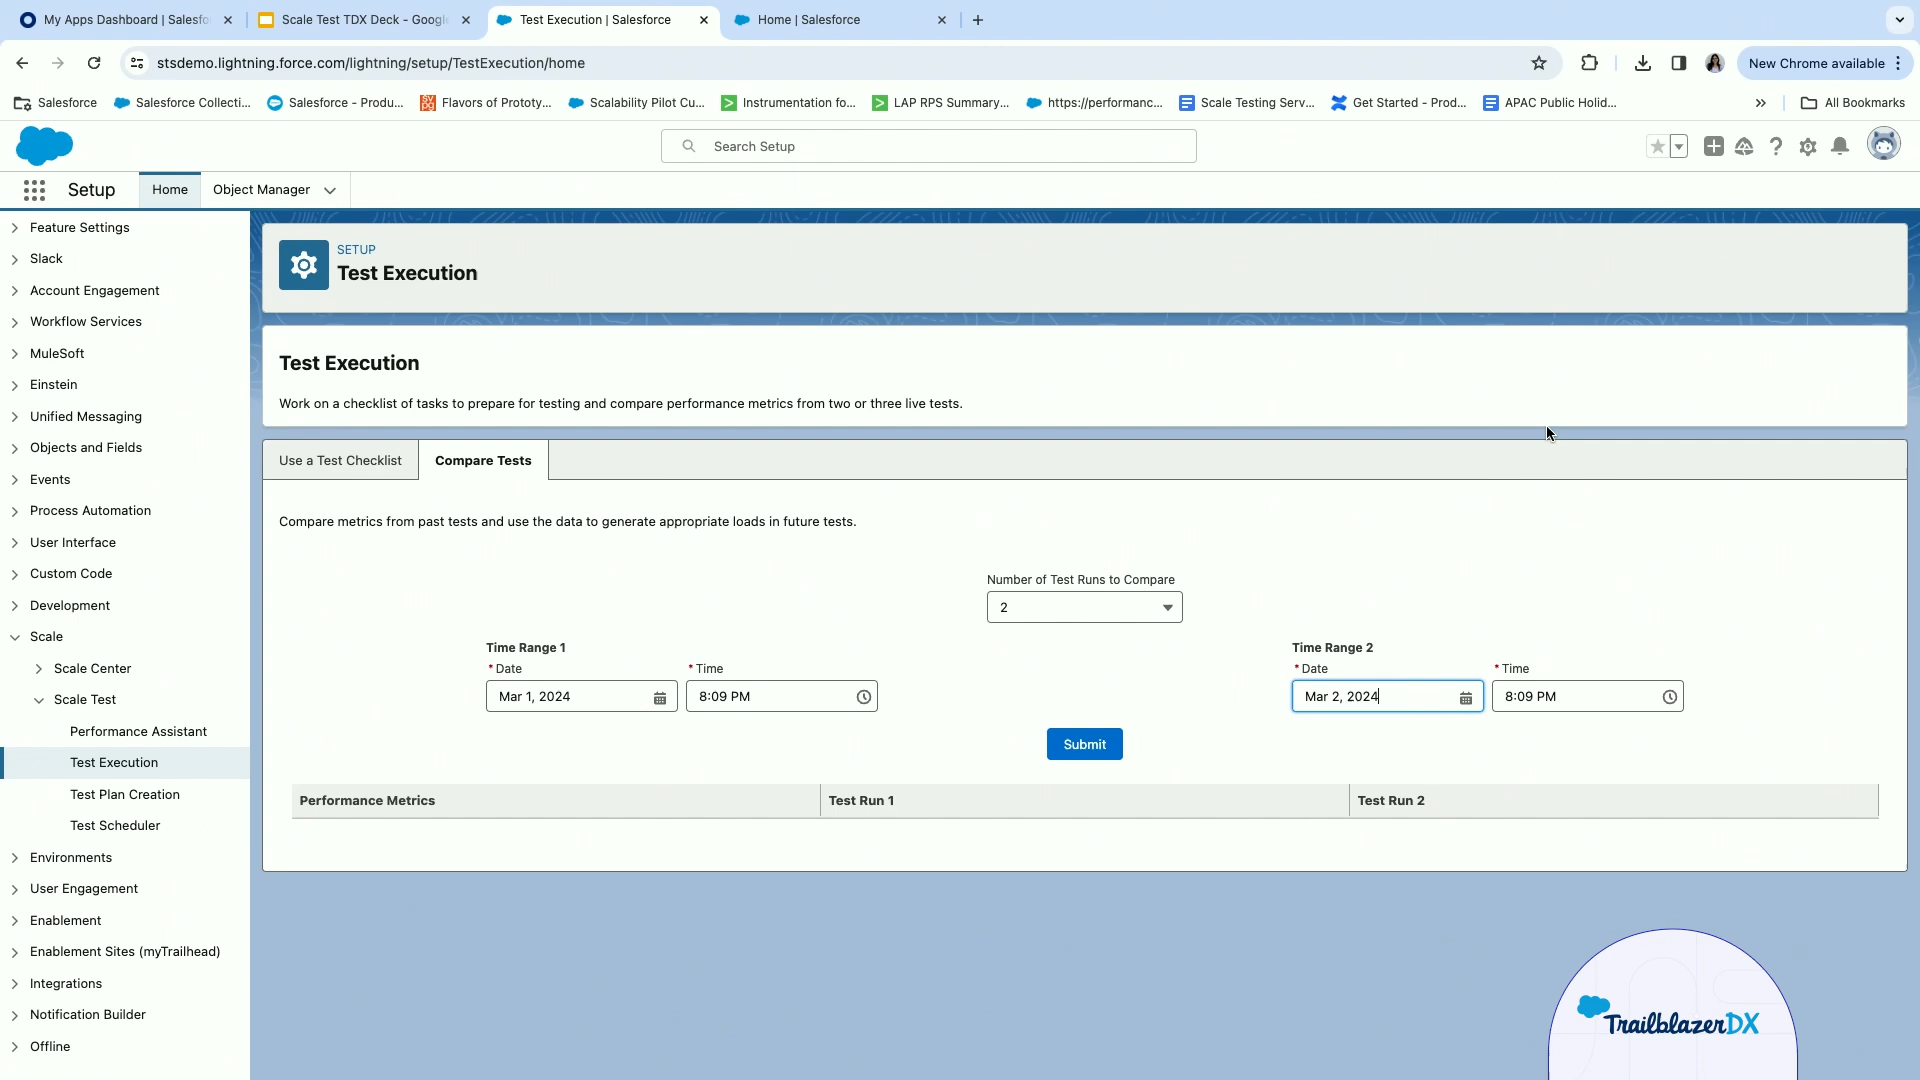 My Apps Dashboard | Salesfo
Scale Test TDX Deck - Google
Test Execution | Salesforce
Home | Salesforce
stsdemo.lightning.force.com/lightning/setup/TestExecution/home
New Chrome available
Salesforce
Salesforce Collecti...
Salesforce - Produ...
Flavors of Prototy...
Scalability Pilot Cu...
Instrumentation fo...
LAP RPS Summary...
https://performanc...
Scale Testing Serv...
Get Started - Prod...
APAC Public Holid...
All Bookmarks
Search Setup
Setup
Home
Object Manager
Feature Settings
Slack
Account Engagement
Workflow Services
MuleSoft
Einstein
Unified Messaging
Objects and Fields
Events
Process Automation
User Interface
Custom Code
Development
Scale
Scale Center
Scale Test
Performance Assistant
Test Execution
Test Plan Creation
Test Scheduler
Environments
User Engagement
Enablement
Enablement Sites (myTrailhead)
Integrations
Notification Builder
Offline
SETUP
Test Execution
Test Execution
Work on a checklist of tasks to prepare for testing and compare performance metrics from two or three live tests.
Use a Test Checklist
Compare Tests
Compare metrics from past tests and use the data to generate appropriate loads in future tests.
Number of Test Runs to Compare
2
Time Range 1
* Date
* Time
Mar 1, 2024
8:09 PM
Time Range 2
* Date
* Time
Mar 2, 2024
8:09 PM
Submit
Performance Metrics
Test Run 1
Test Run 2
TrailblazerDX